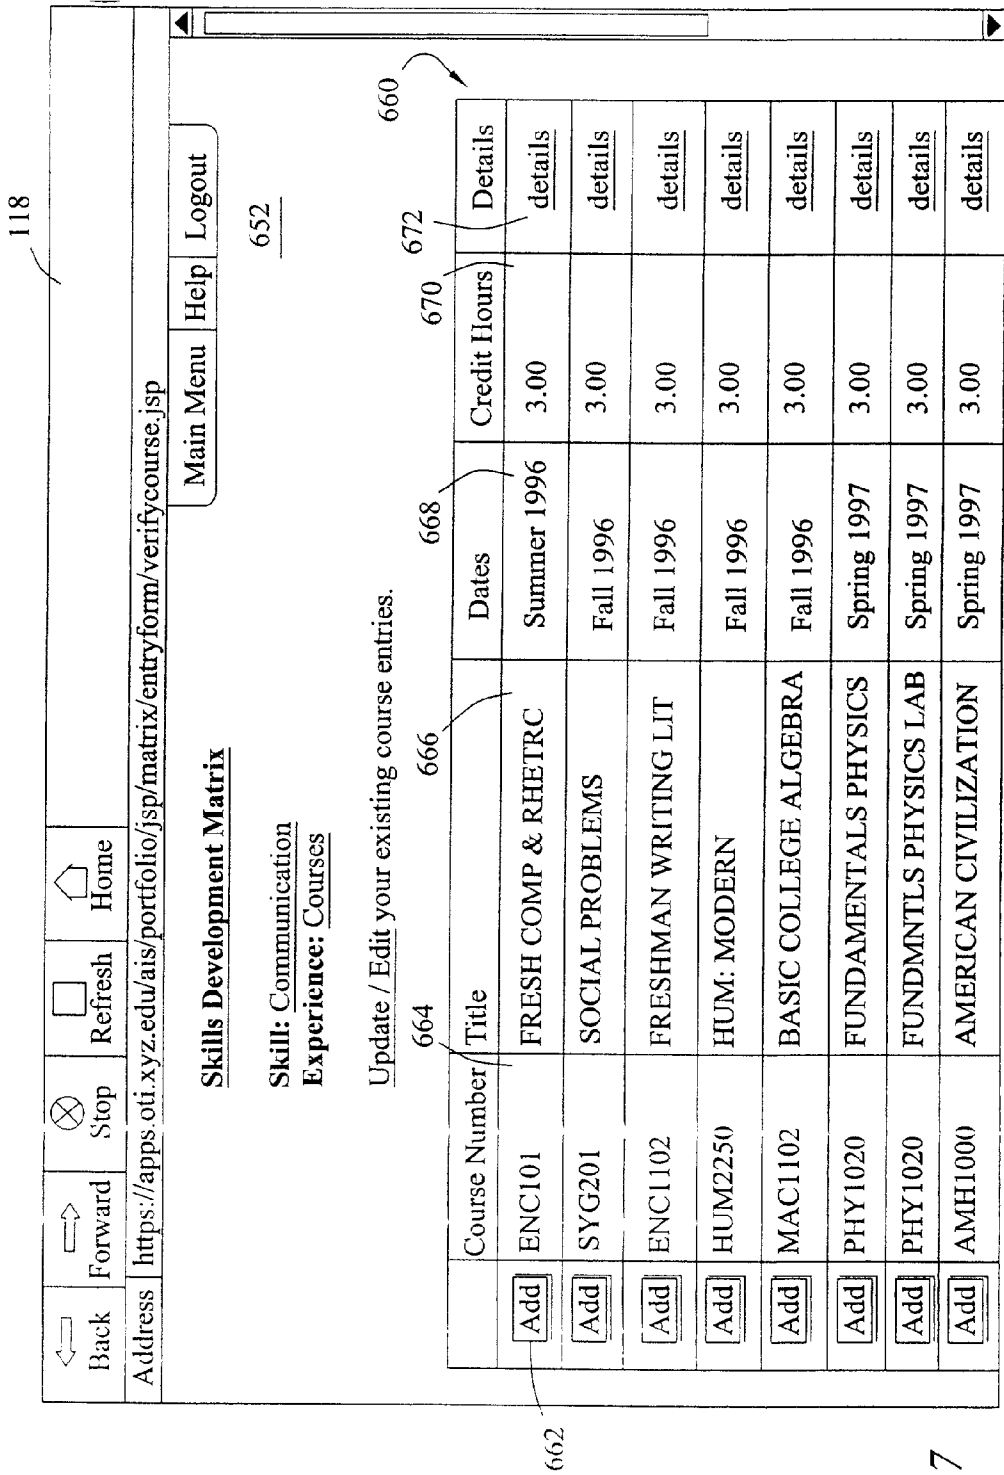 118
Back Forward Stop Refresh Home
Address https://apps.oti.xyz.edu/ais/portfolio/jsp/matrix/entryform/verifycourse.jsp
Main Menu Help Logout
Skills Development Matrix
652
Skill: Communication
Experience: Courses
Update / Edit your existing course entries.
660
664 666 668 670 672
Course Number Title Dates Credit Hours Details
Add ENC101 FRESH COMP & RHETRC Summer 1996 3.00 details
Add SYG201 SOCIAL PROBLEMS Fall 1996 3.00 details
Add ENC1102 FRESHMAN WRITING LIT Fall 1996 3.00 details
Add HUM2250 HUM: MODERN Fall 1996 3.00 details
Add MAC1102 BASIC COLLEGE ALGEBRA Fall 1996 3.00 details
Add PHY1020 FUNDAMENTALS PHYSICS Spring 1997 3.00 details
Add PHY1020 FUNDMNTLS PHYSICS LAB Spring 1997 3.00 details
Add AMH1000 AMERICAN CIVILIZATION Spring 1997 3.00 details
662
7